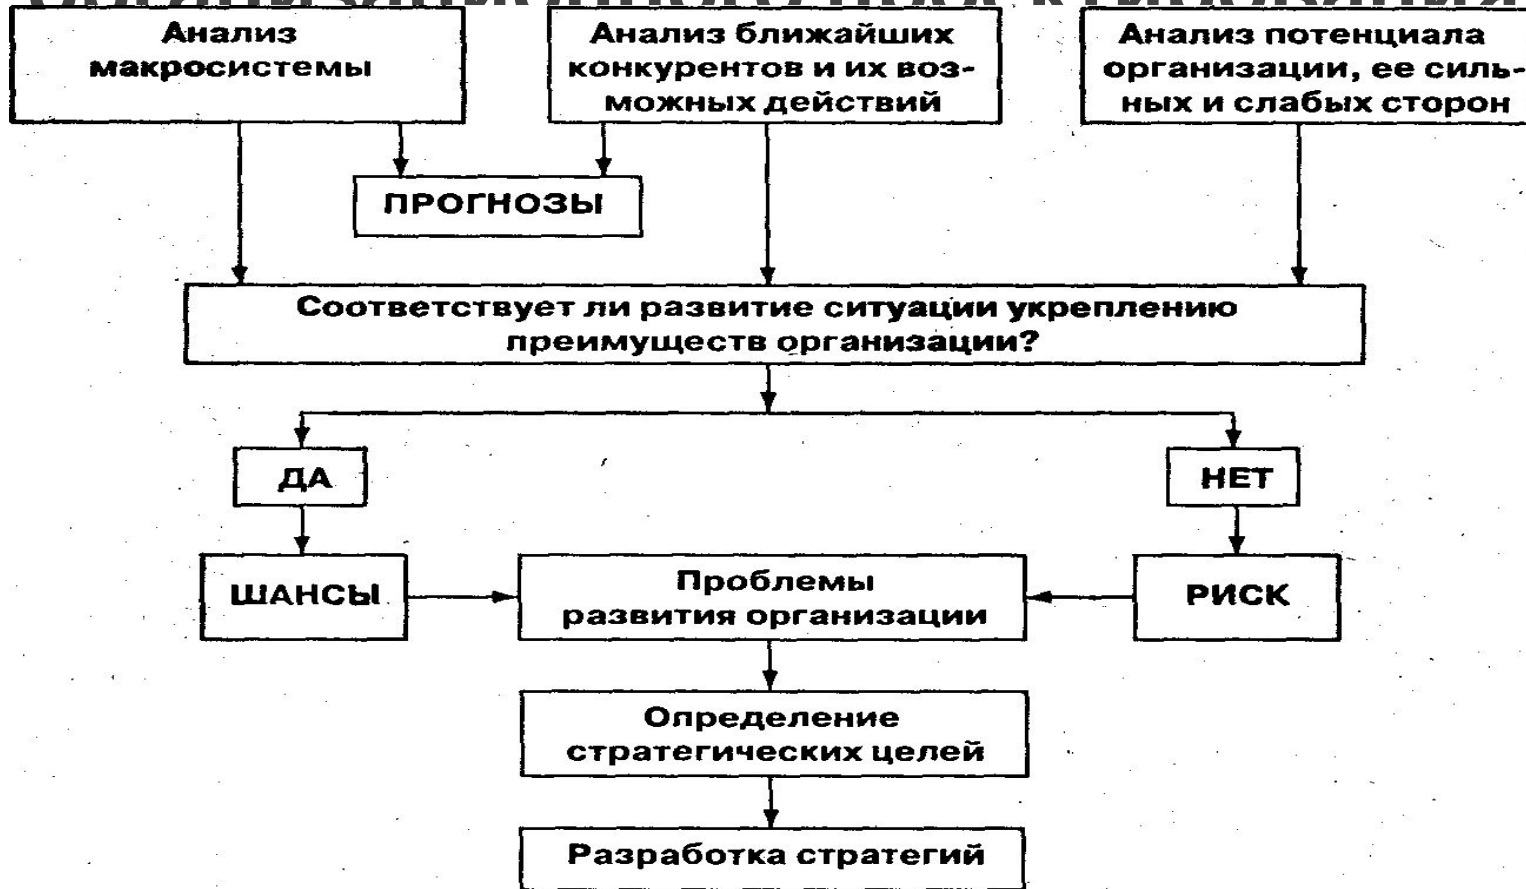 Анализ
макросистемы
Анализ ближайших
конкурентов и их воз-
можных действий
Анализ потенциала
организации, ее силь-
ных и слабых сторон
ПРОГНОЗЫ
Соответствует ли развитие ситуации укреплению
преимуществ организации?
ДА
НЕТ
ШАНСЫ
Проблемы
развития организации
РИСК
Определение
стратегических целей
Разработка стратегий